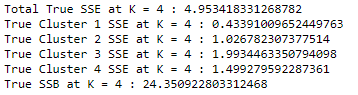 Total True SSE at K = 4 : 4.953418331268782
True Cluster 1 SSE at K = 4 : 0.43391009652449763
True Cluster 2 SSE at K = 4 : 1.026782307377514
True Cluster 3 SSE at K = 4 : 1.9934463350794098
True Cluster 4 SSE at K = 4 : 1.499279592287361
True SSB at K = 4 : 24.350922803312468